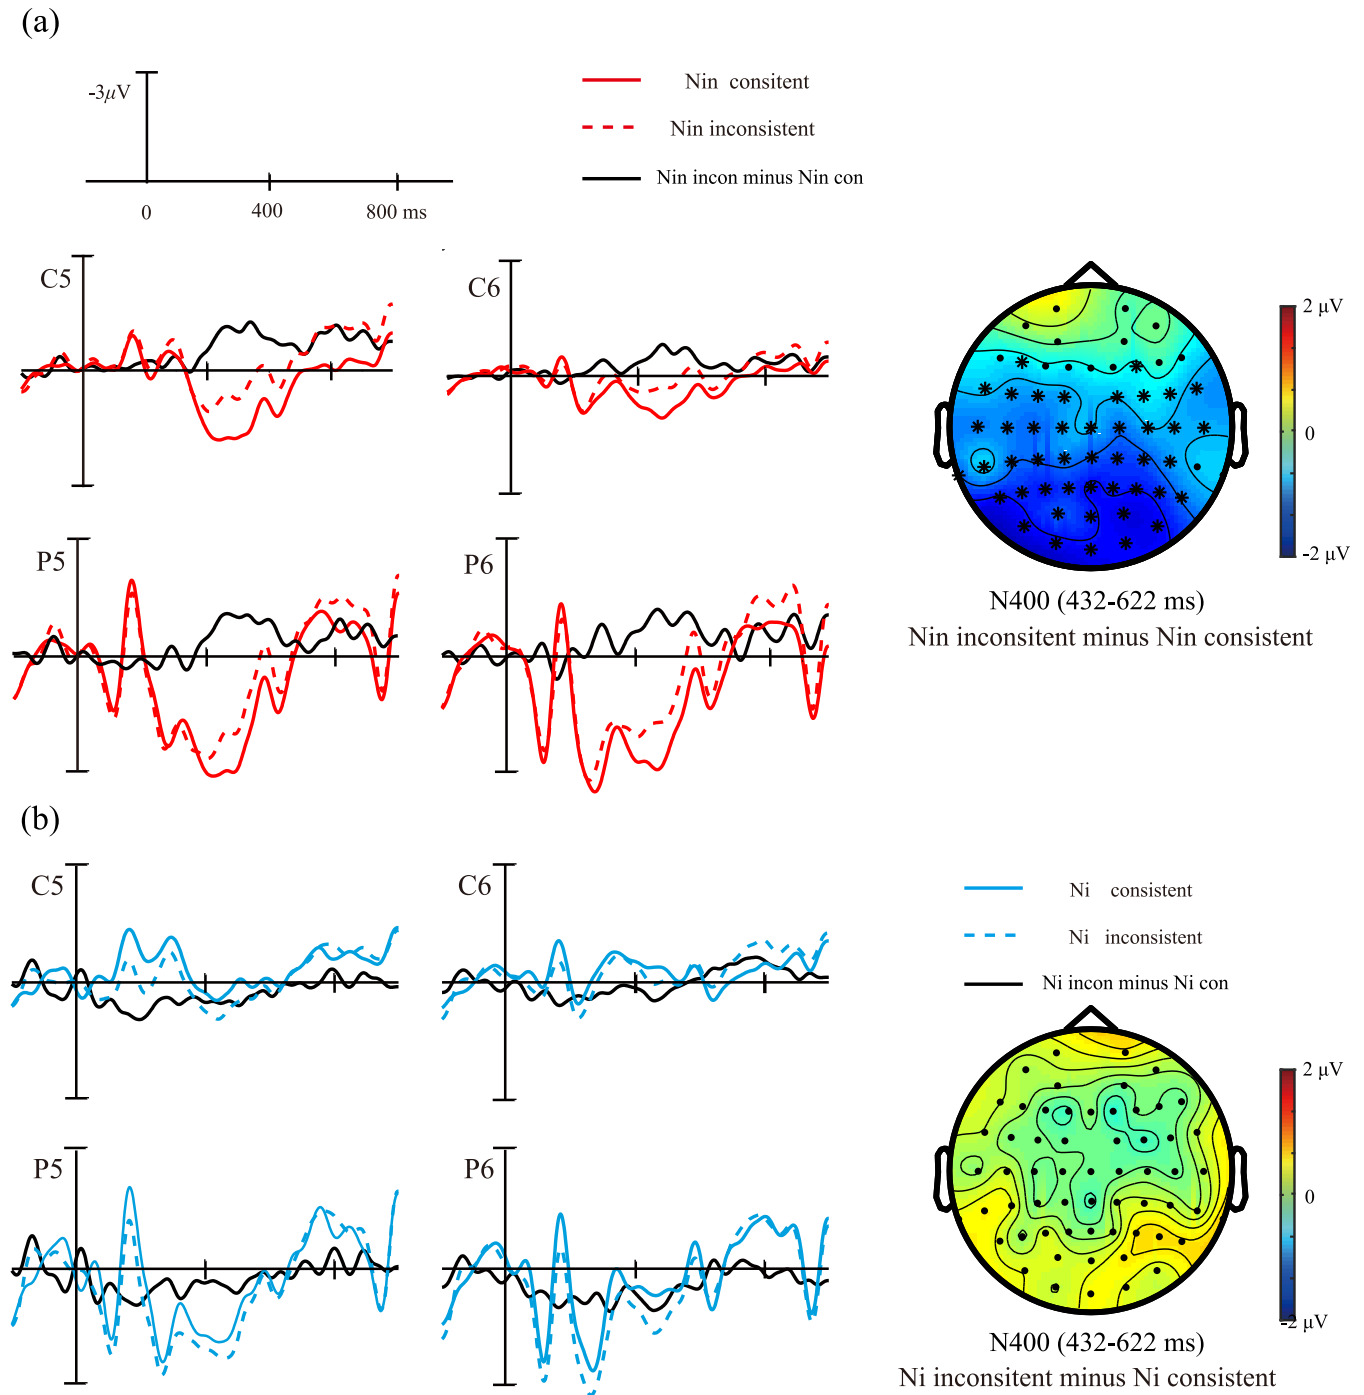 (a)
-3μV
0
400
800 ms
Nin consitent
Nin inconsistent
Nin incon minus Nin con
C5
C6
P5
P6
2 μV
0
-2 μV
N400 (432-622 ms)
Nin inconsitent minus Nin consistent
(b)
C5
C6
P5
P6
Ni consistent
Ni inconsistent
Ni incon minus Ni con
2 μV
0
-2 μV
N400 (432-622 ms)
Ni inconsitent minus Ni consistent